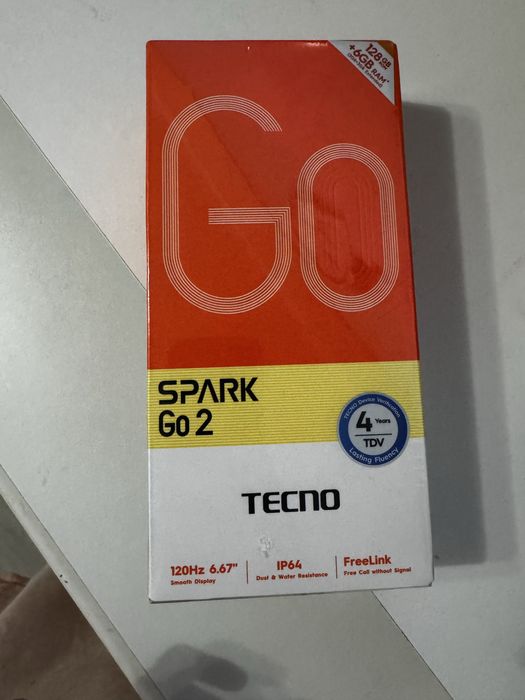 128GB ROM
+6GB RAM*
Go
SPARK
Go 2
TECNO Device Verification
4 Years
TDV
Lasting Fluency
TECNO
120Hz 6.67"
Smooth Display
IP64
Dust & Water Resistance
FreeLink
Free Call without Signal